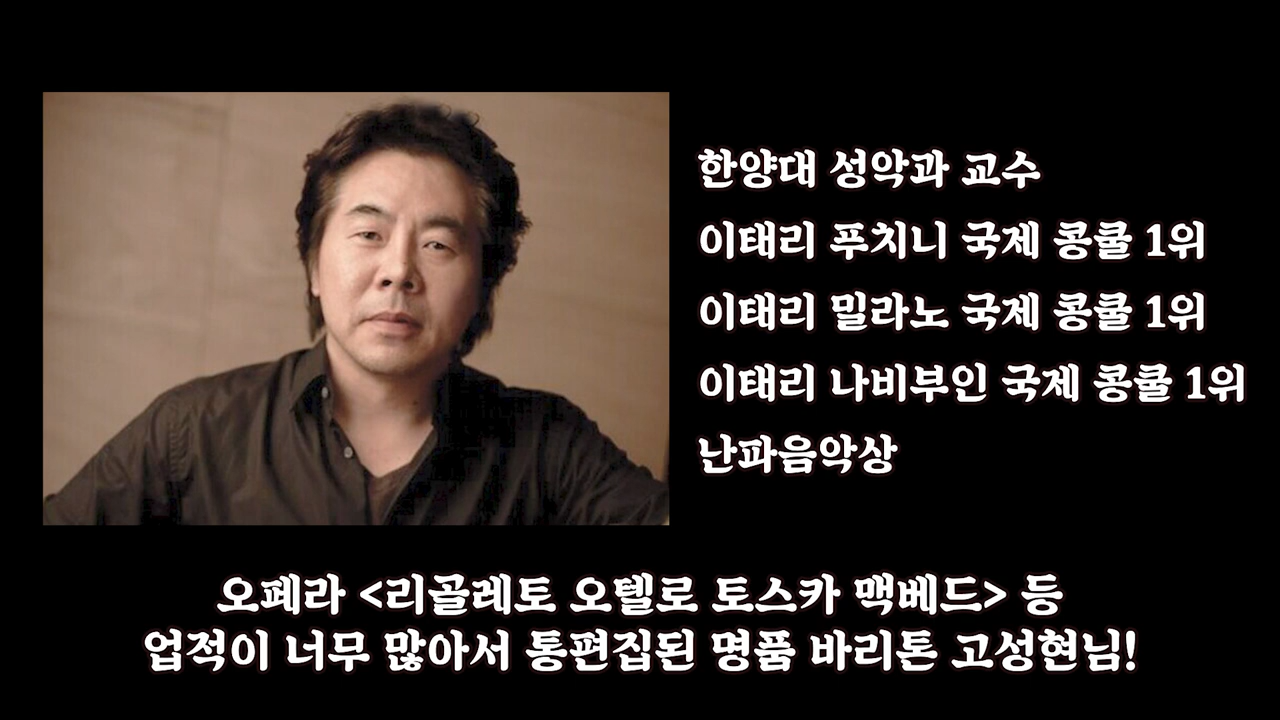 한양대 성악과 교수
이태리 푸치니 국제 콩쿨 1위
이태리 밀라노 국제 콩쿨 1위
이태리 나비부인 국제 콩쿨 1위
난파음악상
오페라 <리골레토 오텔로 토스카 맥베드> 등
업적이 너무 많아서 통편집된 명품 바리톤 고성현님!